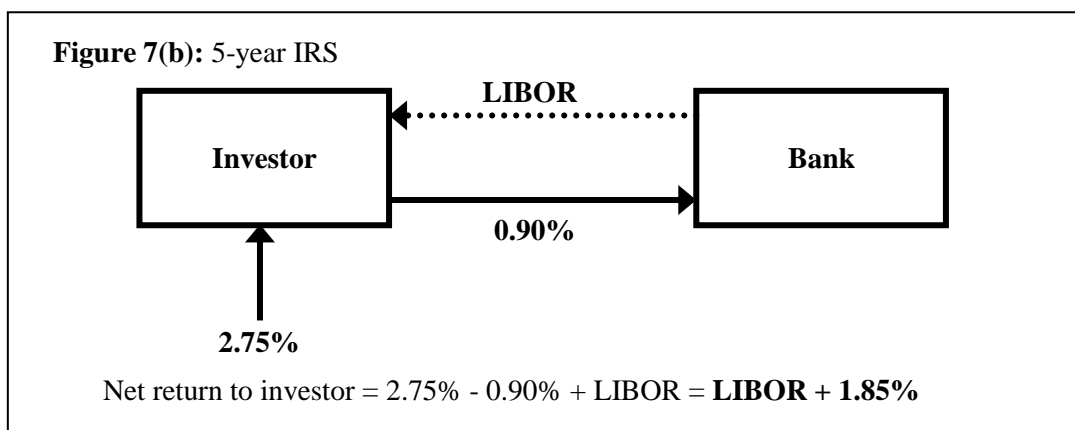 Figure 7(b): 5-year IRS
LIBOR
Investor
Bank
0.90%
2.75%
Net return to investor = 2.75% - 0.90% + LIBOR = LIBOR + 1.85%